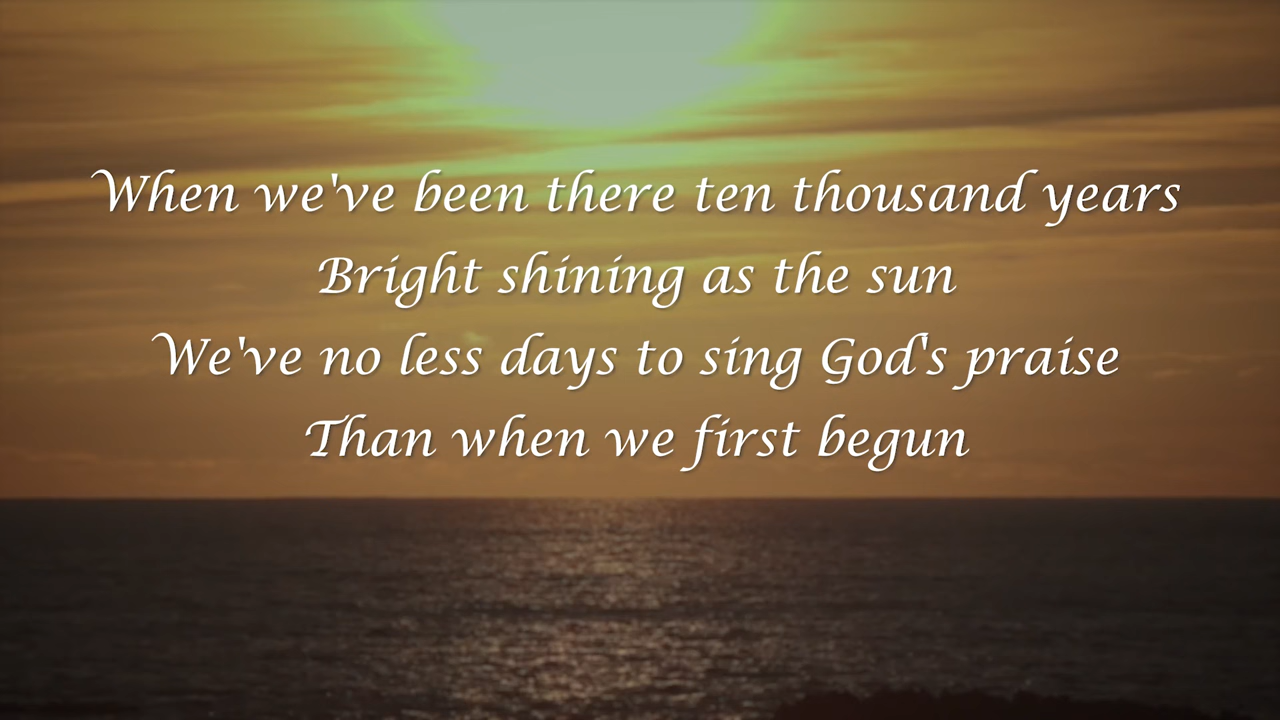 When we've been there ten thousand years
Bright shining as the sun
We've no less days to sing God's praise
Than when we first begun